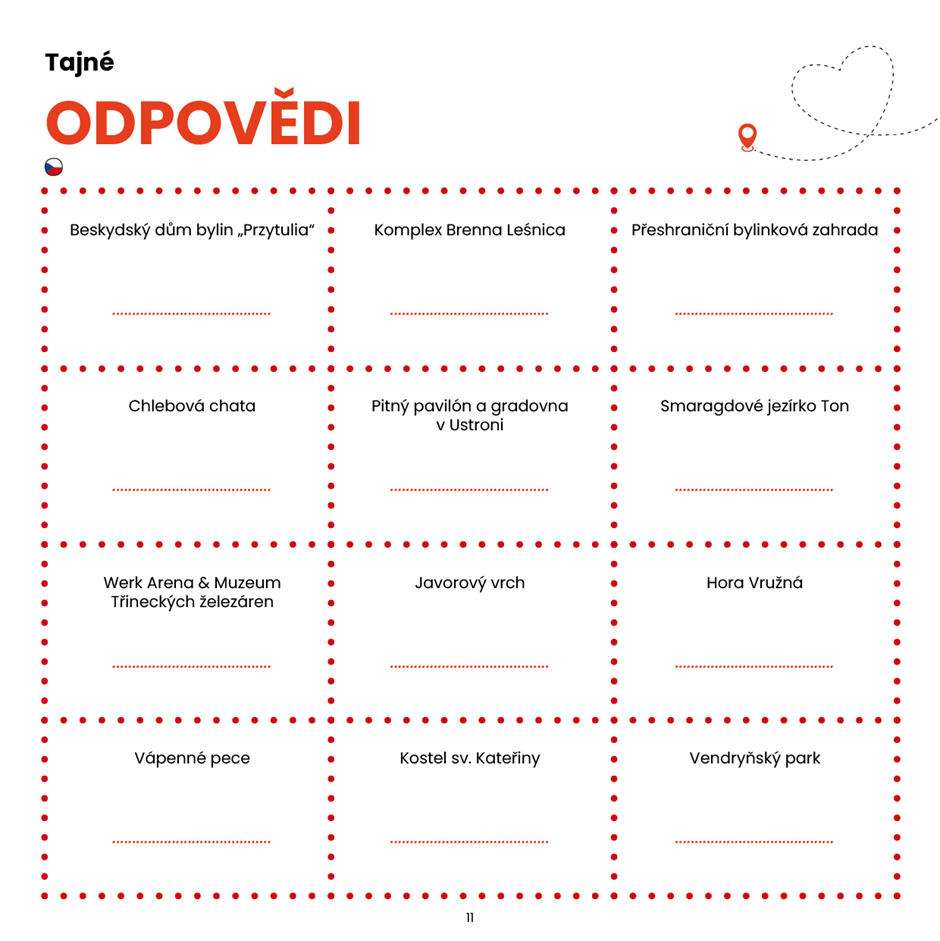 Tajné
ODPOVĚDI
Beskydský dům bylin „Przytulia“
Komplex Brenna Leśnica
Přeshraniční bylinková zahrada
Chlebová chata
Pitný pavilón a gradovna
v Ustroni
Smaragdové jezírko Ton
Werk Arena & Muzeum
Třineckých železáren
Javorový vrch
Hora Vružná
Vápenné pece
Kostel sv. Kateřiny
Vendryňský park
11